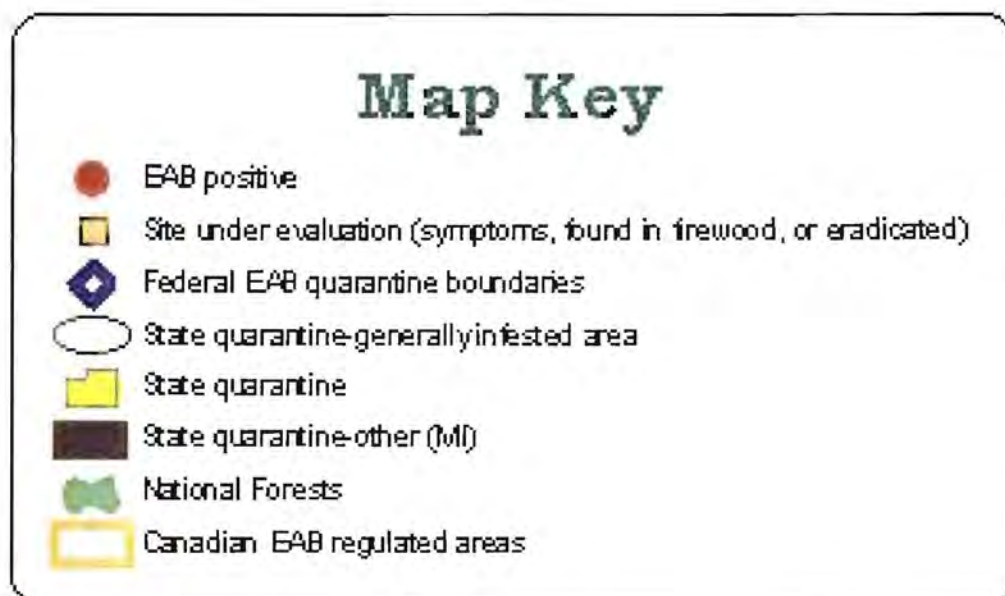 Map Key
EAB positive
Site under evaluation (symptoms, found in firewood, or eradicated)
Federal EAB quarantine boundaries
State quarantine-generally infested area
State quarantine
State quarantine-other (MI)
National Forests
Canadian EAB regulated areas